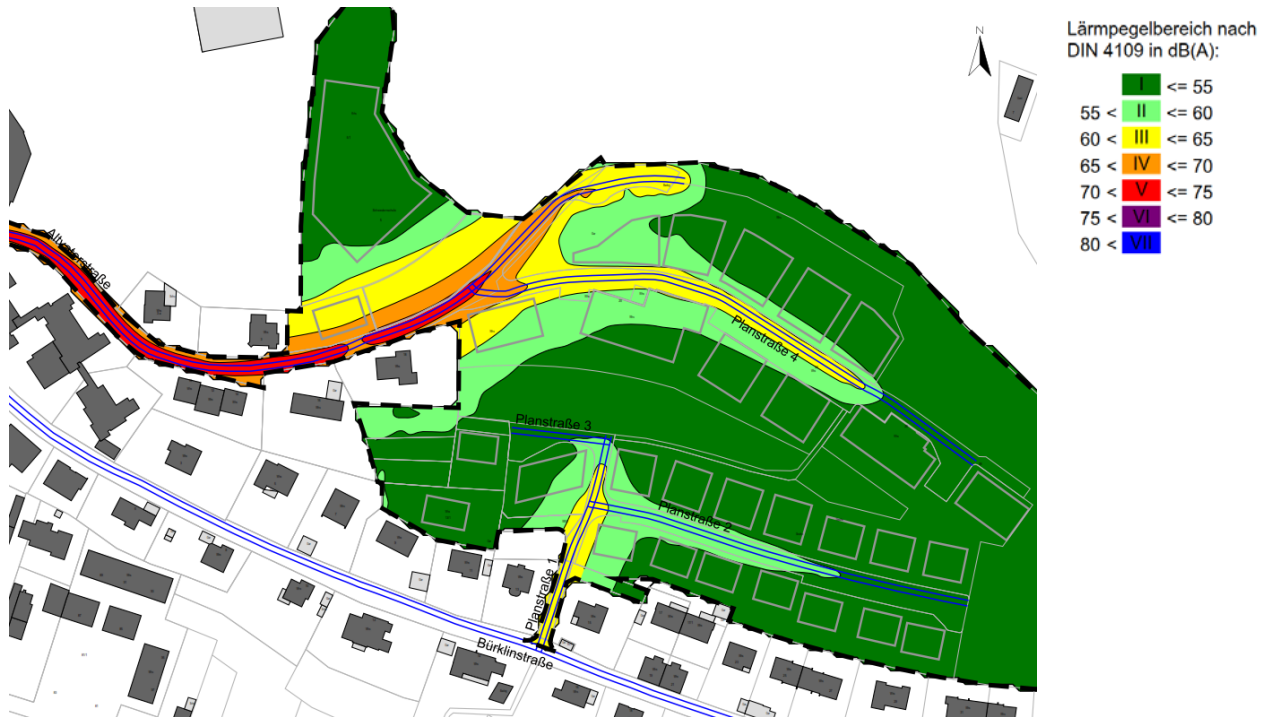 Lärmpegelbereich nach
DIN 4109 in dB(A):
I <= 55
55 < II <= 60
60 < III <= 65
65 < IV <= 70
70 < V <= 75
75 < VI <= 80
80 < VII
N
Altvaterstraße
Planstraße 4
Planstraße 3
Planstraße 2
Planstraße 1
Bürklinstraße